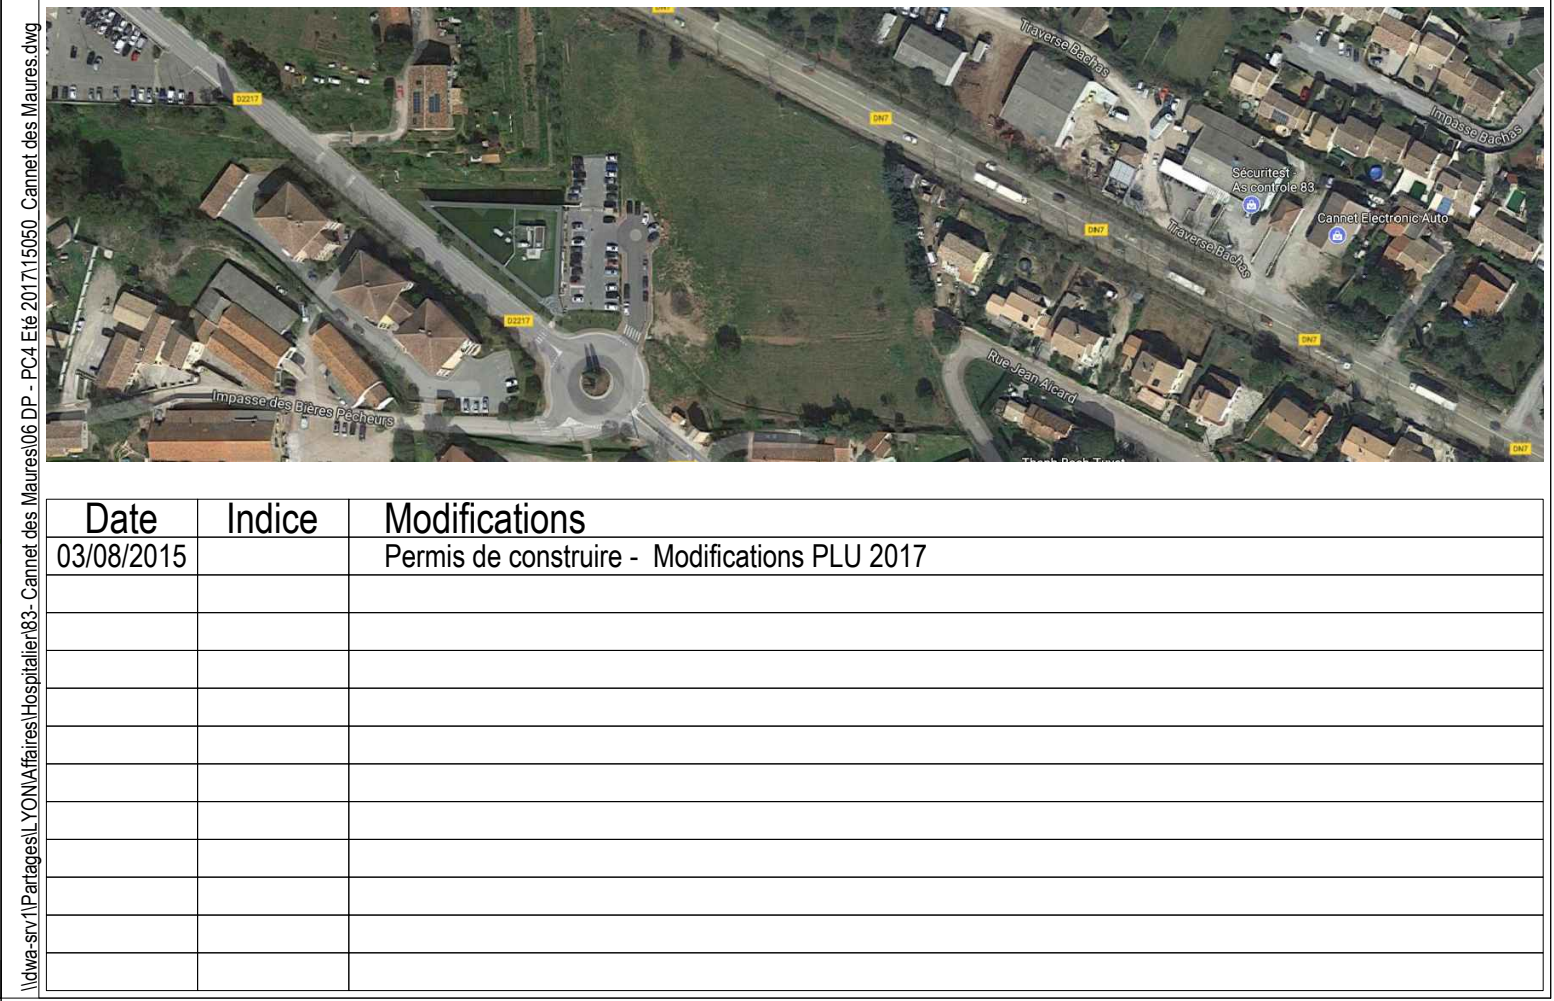 \\dwa-srv1\Partages\LYON\Affaires\Hospitalier\83- Cannet des Maures\06 DP - PC4 Eté 2017\15050_Cannet des Maures.dwg
DN7
Traverse Bachas
D2217
DN7
Impasse Bachas
Sécuritest -
As contrôle 83
Cannet Electronic Auto
DN7
Traverse Bachas
D2217
DN7
Rue Jean Aicard
Impasse des Bières Pêcheurs
DN7
Date Indice Modifications
03/08/2015 Permis de construire - Modifications PLU 2017